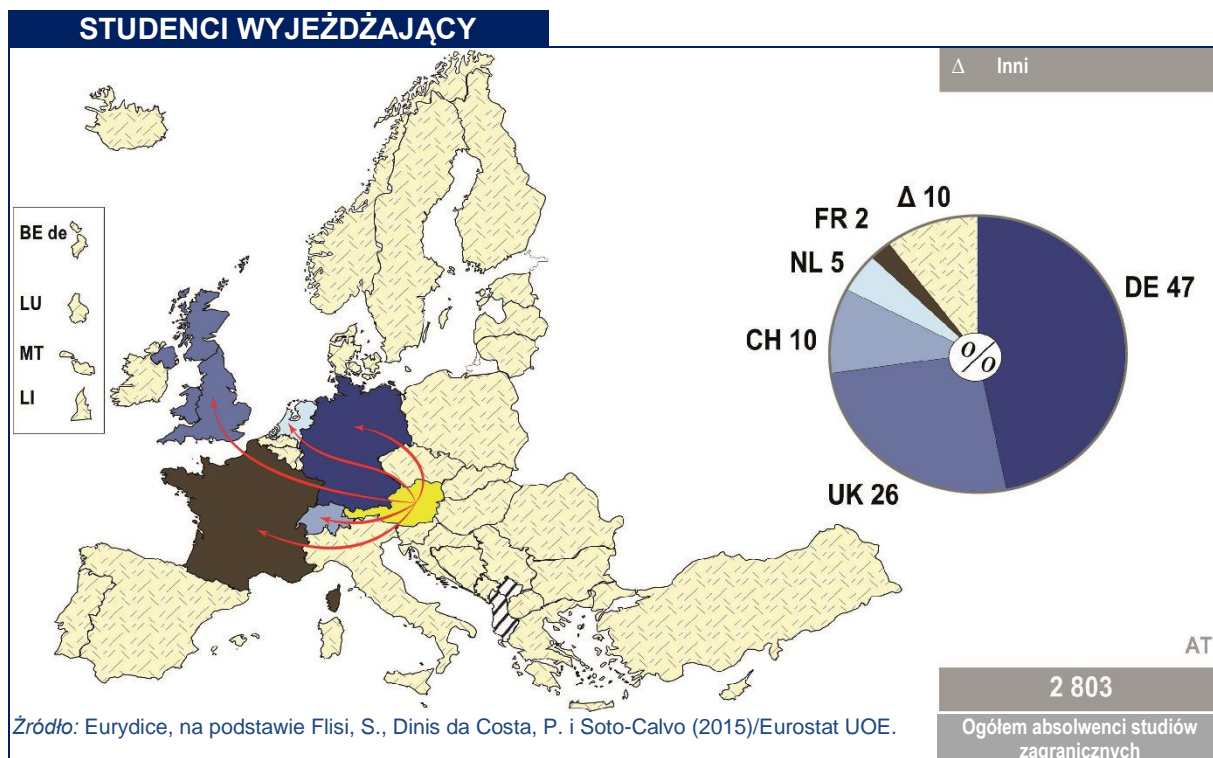 STUDENCI WYJEŻDŻAJĄCY
Δ Inni
BE de
LU
MT
LI
Δ 10
FR 2
NL 5
DE 47
CH 10
%
UK 26
AT
2 803
Ogółem absolwenci studiów
zagranicznych
Źródło: Eurydice, na podstawie Flisi, S., Dinis da Costa, P. i Soto-Calvo (2015)/Eurostat UOE.